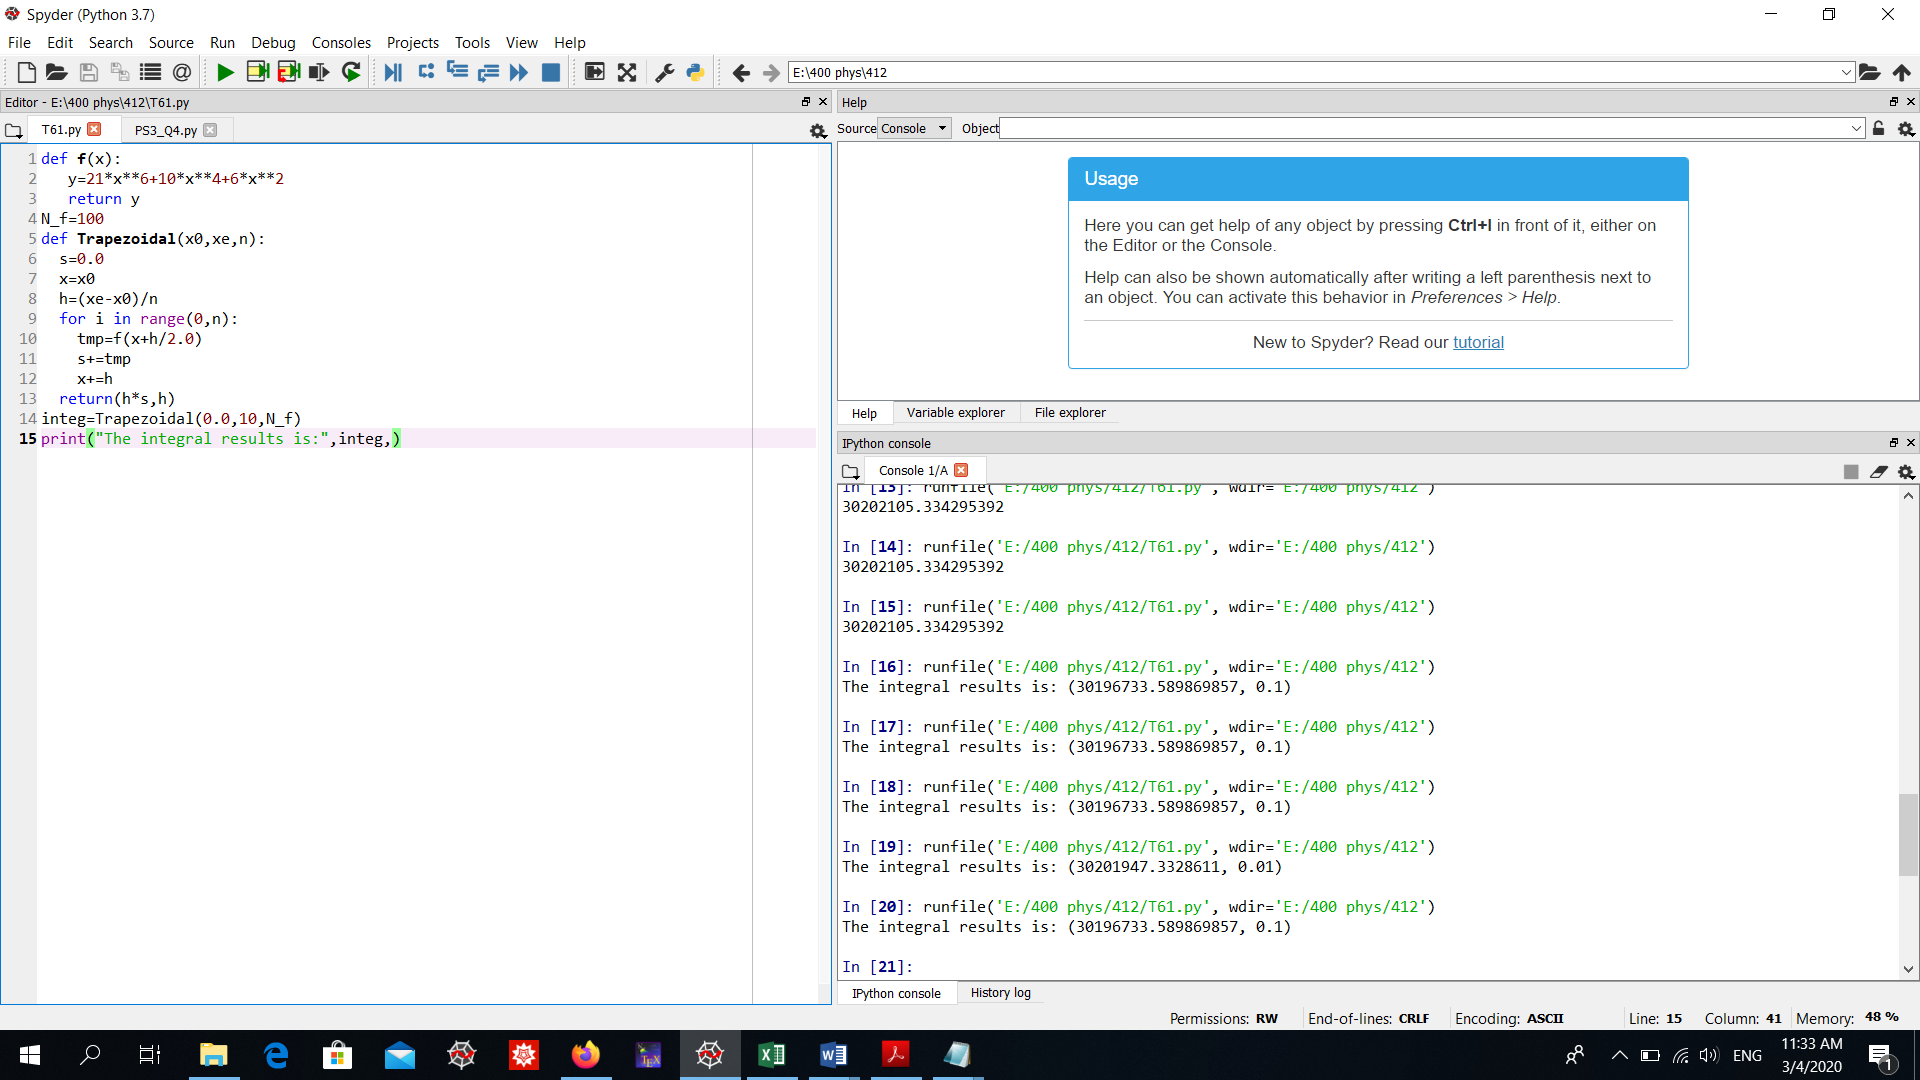 Spyder (Python 3.7)
File Edit Search Source Run Debug Consoles Projects Tools View Help
E:\400 phys\412
Editor - E:\400 phys\412\T61.py
T61.py PS3_Q4.py
1 def f(x):
2 y=21*x**6+10*x**4+6*x**2
3 return y
4 N_f=100
5 def Trapezoidal(x0,xe,n):
6 s=0.0
7 x=x0
8 h=(xe-x0)/n
9 for i in range(0,n):
10 tmp=f(x+h/2.0)
11 s+=tmp
12 x+=h
13 return(h*s,h)
14 integ=Trapezoidal(0.0,10,N_f)
15 print("The integral results is:",integ,)
Help
Source Console Object
Usage
Here you can get help of any object by pressing Ctrl+I in front of it, either on
the Editor or the Console.
Help can also be shown automatically after writing a left parenthesis next to
an object. You can activate this behavior in Preferences > Help.
New to Spyder? Read our tutorial
Help Variable explorer File explorer
IPython console
Console 1/A
In [13]: runfile('E:/400 phys/412/T61.py', wdir='E:/400 phys/412')
30202105.334295392
In [14]: runfile('E:/400 phys/412/T61.py', wdir='E:/400 phys/412')
30202105.334295392
In [15]: runfile('E:/400 phys/412/T61.py', wdir='E:/400 phys/412')
30202105.334295392
In [16]: runfile('E:/400 phys/412/T61.py', wdir='E:/400 phys/412')
The integral results is: (30196733.589869857, 0.1)
In [17]: runfile('E:/400 phys/412/T61.py', wdir='E:/400 phys/412')
The integral results is: (30196733.589869857, 0.1)
In [18]: runfile('E:/400 phys/412/T61.py', wdir='E:/400 phys/412')
The integral results is: (30196733.589869857, 0.1)
In [19]: runfile('E:/400 phys/412/T61.py', wdir='E:/400 phys/412')
The integral results is: (30201947.3328611, 0.01)
In [20]: runfile('E:/400 phys/412/T61.py', wdir='E:/400 phys/412')
The integral results is: (30196733.589869857, 0.1)
In [21]:
IPython console History log
Permissions: RW End-of-lines: CRLF Encoding: ASCII Line: 15 Column: 41 Memory: 48 %
ENG
11:33 AM
3/4/2020
1